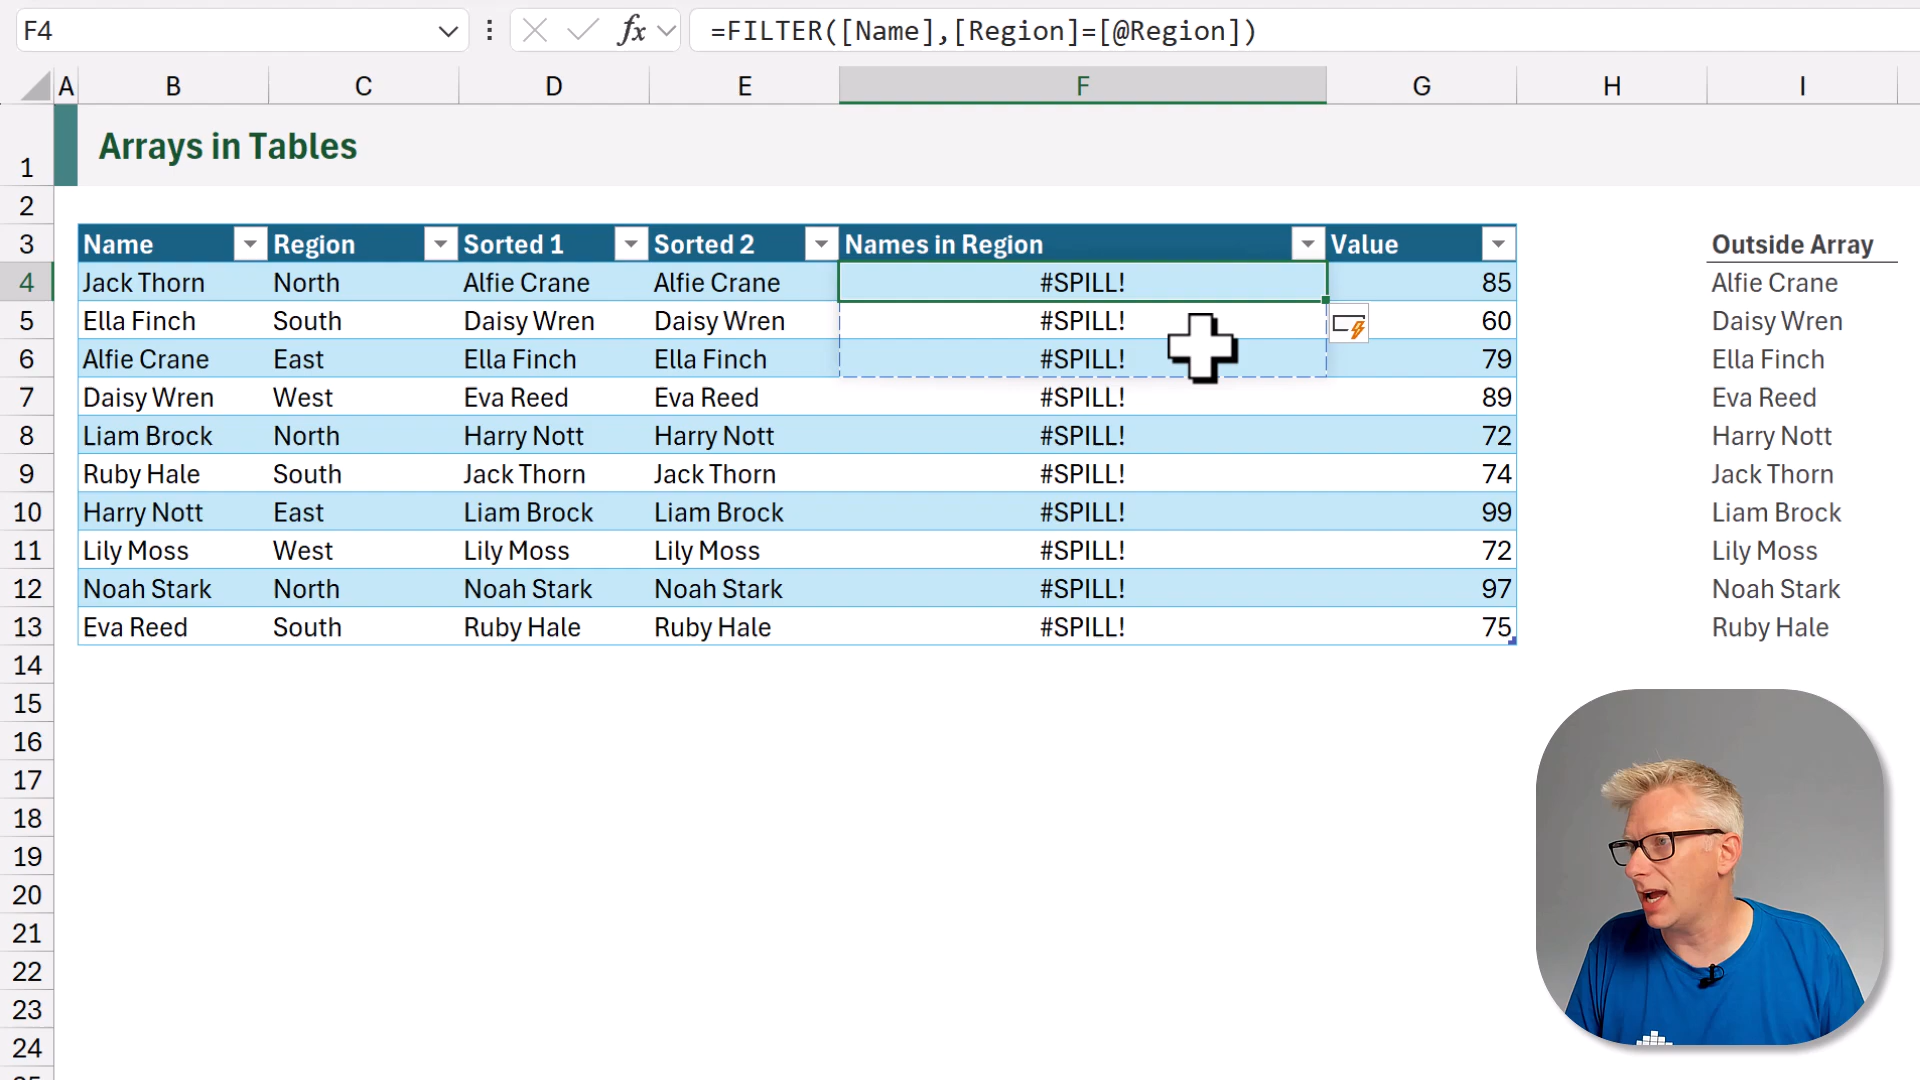 F4 fx =FILTER([Name],[Region]=[@Region])
A B C D E F G H I
1 Arrays in Tables
2
3 Name Region Sorted 1 Sorted 2 Names in Region Value Outside Array
4 Jack Thorn North Alfie Crane Alfie Crane #SPILL! 85 Alfie Crane
5 Ella Finch South Daisy Wren Daisy Wren #SPILL! 60 Daisy Wren
6 Alfie Crane East Ella Finch Ella Finch #SPILL! 79 Ella Finch
7 Daisy Wren West Eva Reed Eva Reed #SPILL! 89 Eva Reed
8 Liam Brock North Harry Nott Harry Nott #SPILL! 72 Harry Nott
9 Ruby Hale South Jack Thorn Jack Thorn #SPILL! 74 Jack Thorn
10 Harry Nott East Liam Brock Liam Brock #SPILL! 99 Liam Brock
11 Lily Moss West Lily Moss Lily Moss #SPILL! 72 Lily Moss
12 Noah Stark North Noah Stark Noah Stark #SPILL! 97 Noah Stark
13 Eva Reed South Ruby Hale Ruby Hale #SPILL! 75 Ruby Hale
14
15
16
17
18
19
20
21
22
23
24